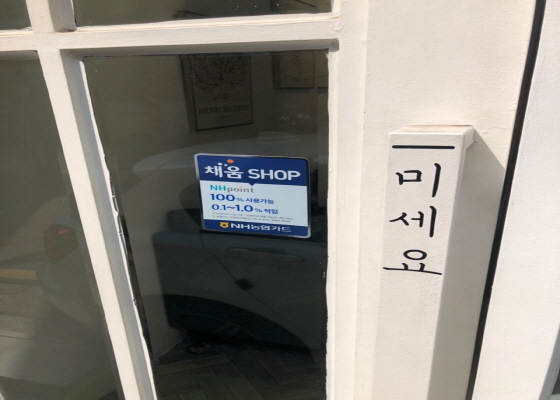 채움 SHOP
NHpoint
100% 사용가능
0.1~1.0% 적립
NH농협카드
미세요